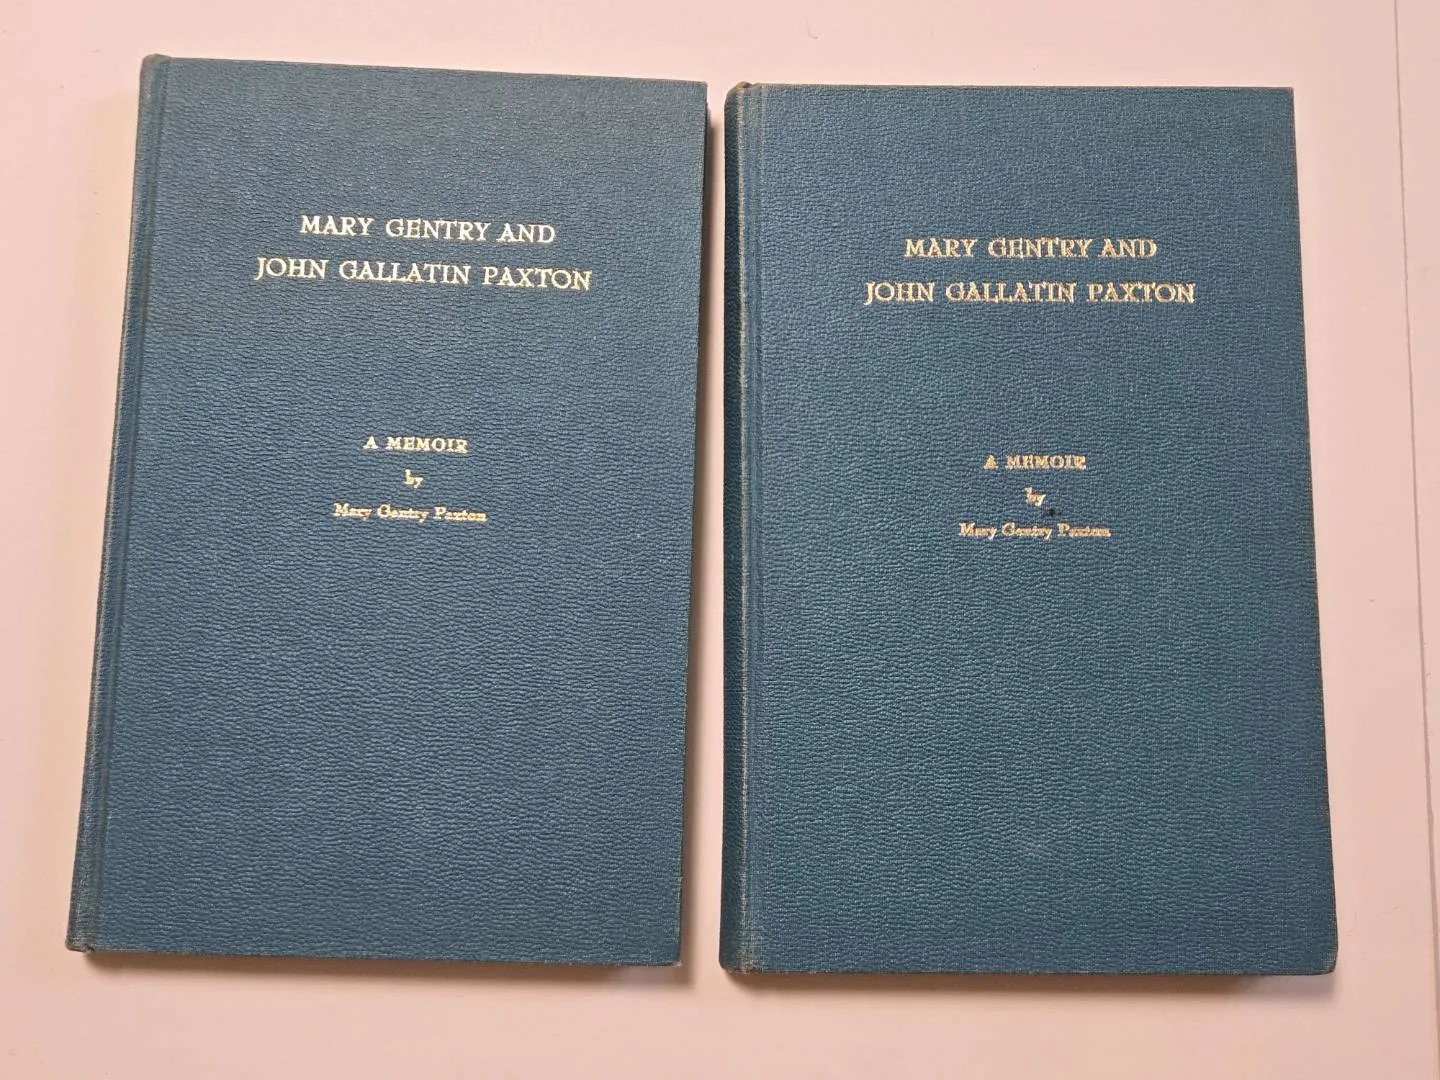 MARY GENTRY AND
JOHN GALLATIN PAXTON
A MEMOIR
by
Mary Gentry Paxton
MARY GENTRY AND
JOHN GALLATIN PAXTON
A MEMOIR
by
Mary Gentry Paxton